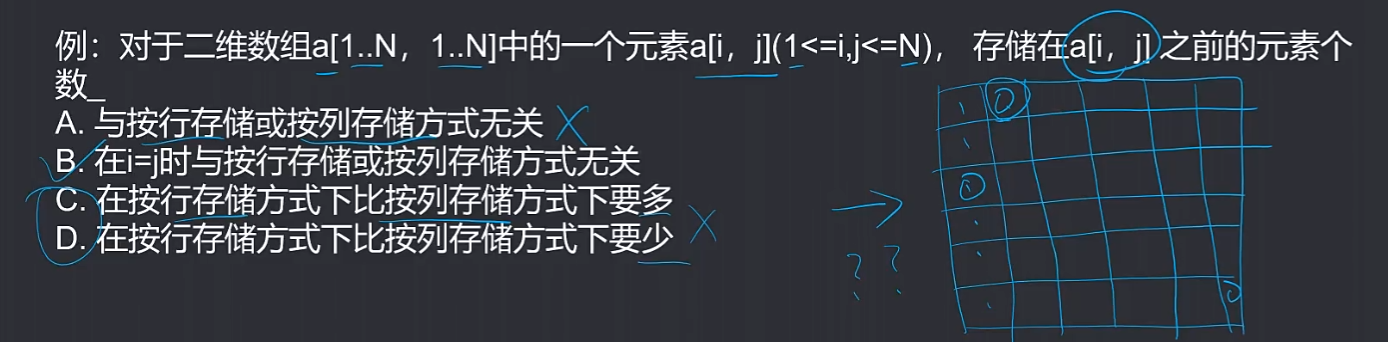 例：对于二维数组a[1..N，1..N]中的一个元素a[i，j](1<=i,j<=N)， 存储在a[i，j]之前的元素个
数_
A. 与按行存储或按列存储方式无关
B. 在i=j时与按行存储或按列存储方式无关
C. 在按行存储方式下比按列存储方式下要多
D. 在按行存储方式下比按列存储方式下要少
? ?